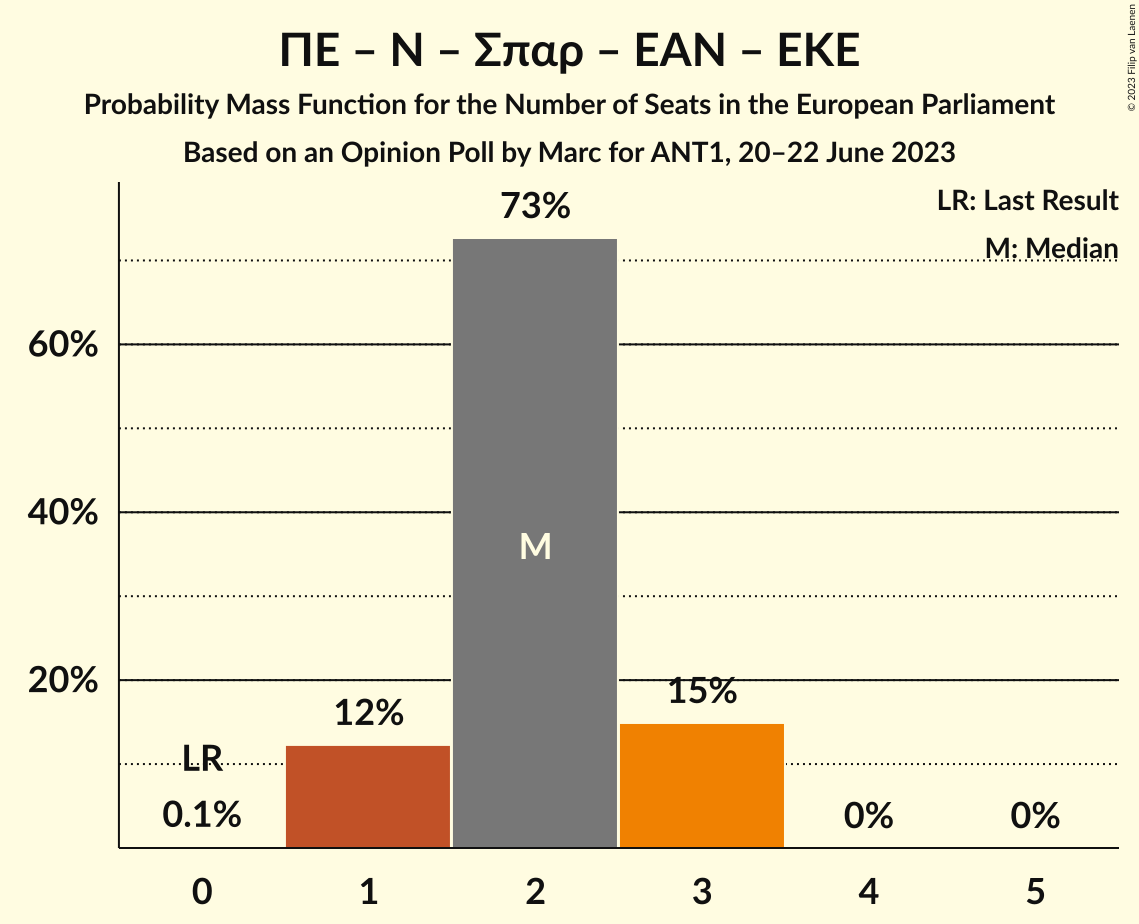 ΠΕ – Ν – Σπαρ – ΕΑΝ – ΕΚΕ
Probability Mass Function for the Number of Seats in the European Parliament
Based on an Opinion Poll by Marc for ANT1, 20–22 June 2023
© 2023 Filip van Laenen
LR: Last Result
M: Median
73%
60%
40%
M
20%
15%
12%
LR
0.1%
0%
0%
0 1 2 3 4 5